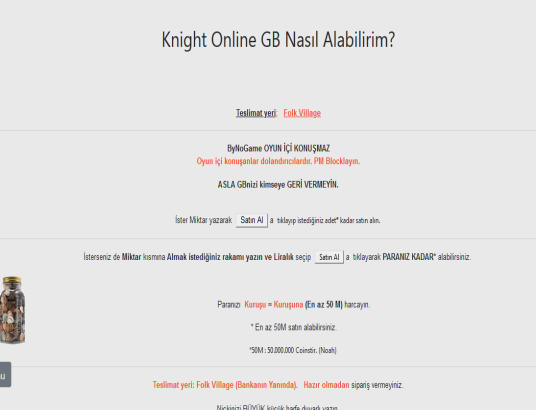 Knight Online GB Nasıl Alabilirim?
Teslimat yeri: Folk Village
ByNoGame OYUN İÇİ KONUŞMAZ
Oyun içi konuşanlar dolandırıcılardır. PM Blocklayın.
ASLA GBnizi kimseye GERİ VERMEYİN.
İster Miktar yazarak Satın Al a tıklayıp istediğiniz adet* kadar satın alın.
İsterseniz de Miktar kısmına Almak istediğiniz rakamı yazın ve Liralık seçip Satın Al a tıklayarak PARANIZ KADAR* alabilirsiniz.
Paranızı Kuruşu = Kuruşuna (En az 50 M) harcayın.
* En az 50M satın alabilirsiniz.
*50M : 50.000.000 Coinstir. (Noah)
u
Teslimat yeri: Folk Village (Bankanın Yanında). Hazır olmadan sipariş vermeyiniz.
Nickinizi BÜYÜK küçük harfe duyarlı yazın